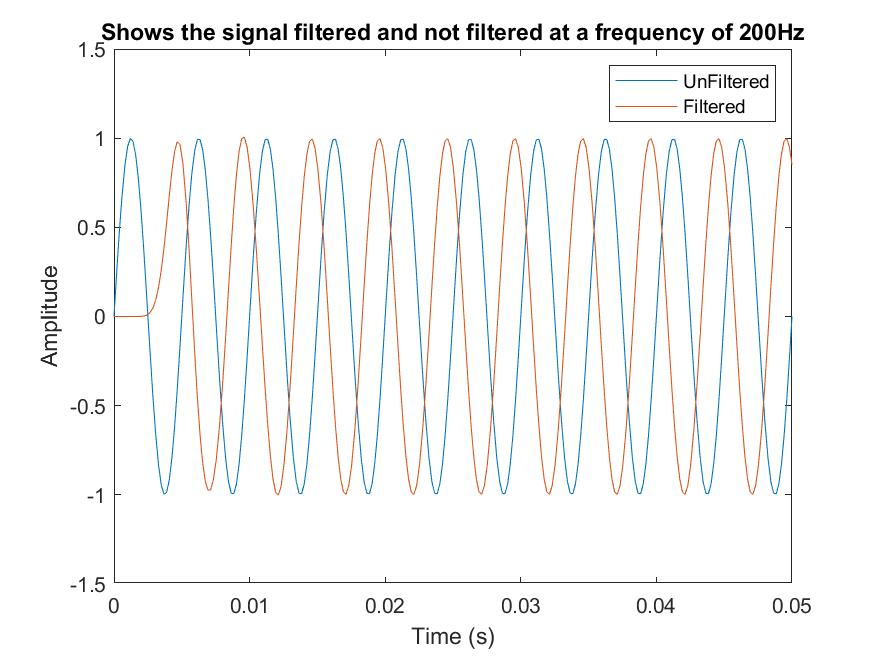 Shows the signal filtered and not filtered at a frequency of 200Hz
1.5
1
0.5
0
-0.5
-1
-1.5
Amplitude
UnFiltered
Filtered
0
0.01
0.02
0.03
0.04
0.05
Time (s)